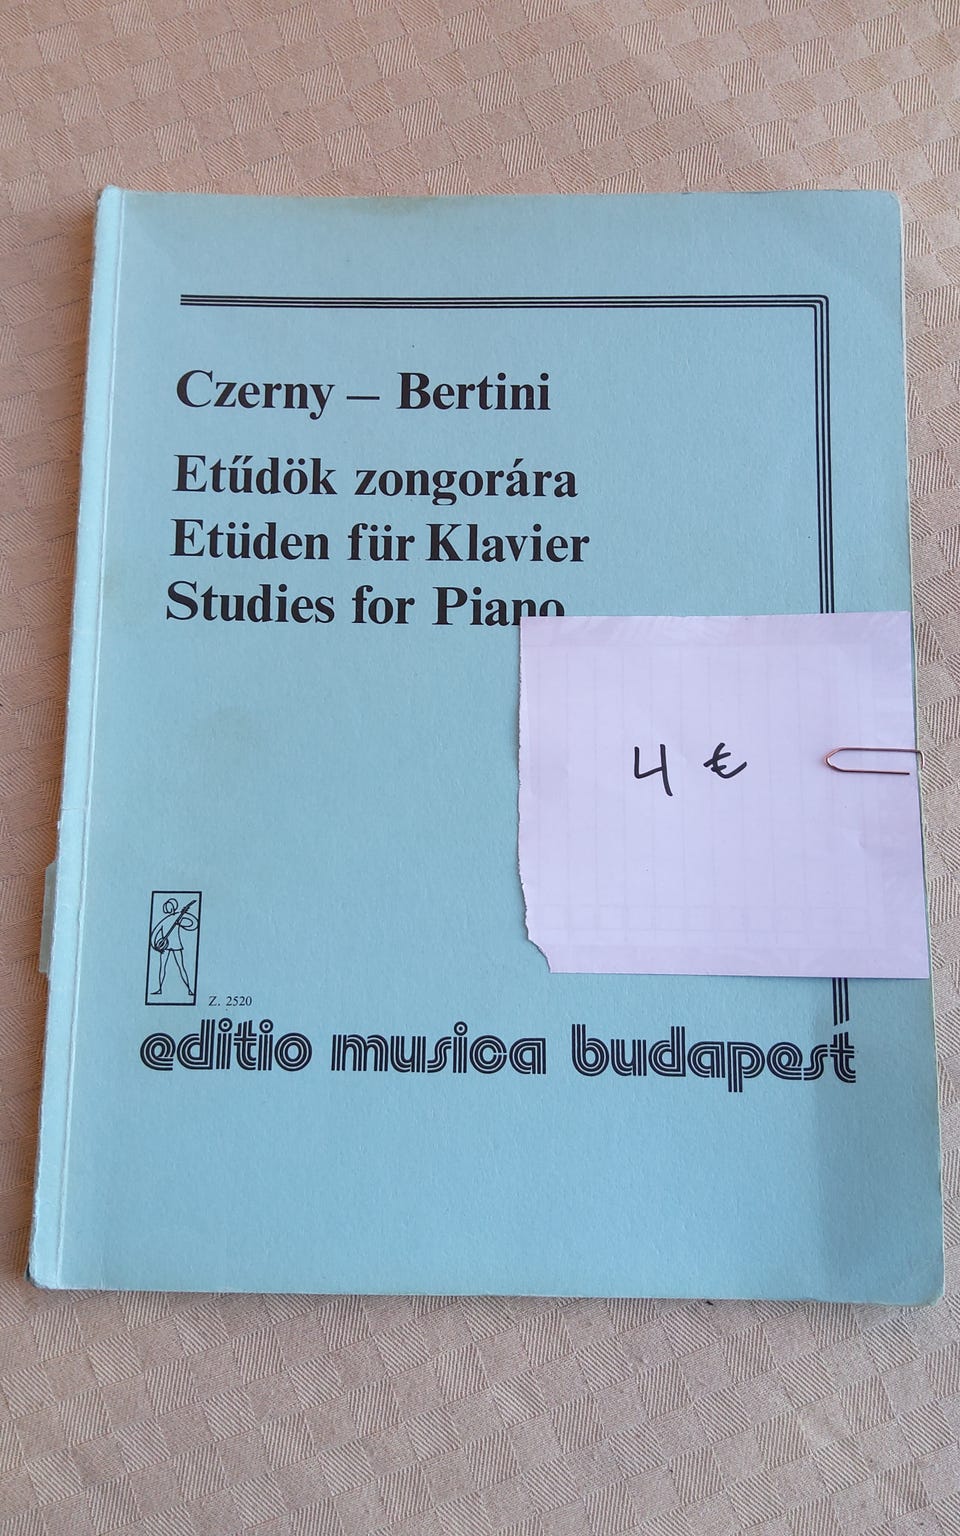 Czerny – Bertini
Etűdök zongorára
Etüden für Klavier
Studies for Piano
4 €
Z. 2520
editio musica budapest